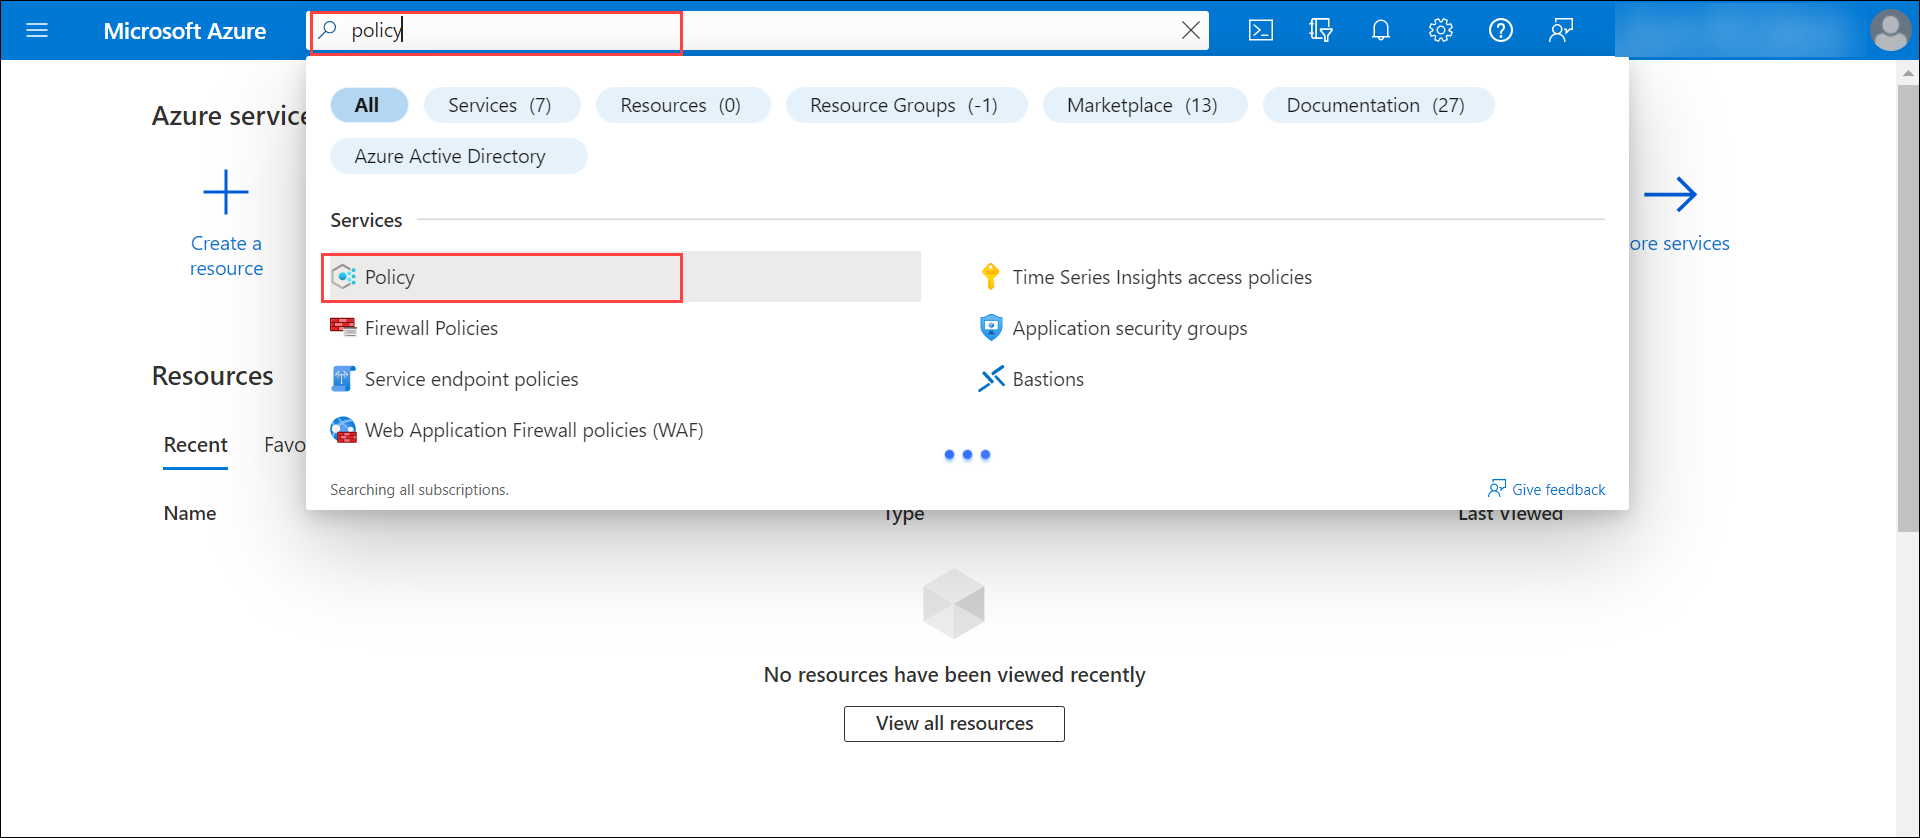 Microsoft Azure
policy
All
Services (7)
Resources (0)
Resource Groups (-1)
Marketplace (13)
Documentation (27)
Azure Active Directory
Azure service
Create a
resource
ore services
Services
Policy
Time Series Insights access policies
Firewall Policies
Application security groups
Service endpoint policies
Bastions
Web Application Firewall policies (WAF)
Searching all subscriptions.
Give feedback
Resources
Recent
Favo
Name
Type
Last Viewed
No resources have been viewed recently
View all resources